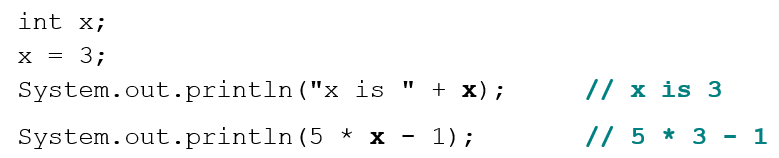 int x;
x = 3;
System.out.println("x is " + x);     // x is 3
System.out.println(5 * x - 1);       // 5 * 3 - 1